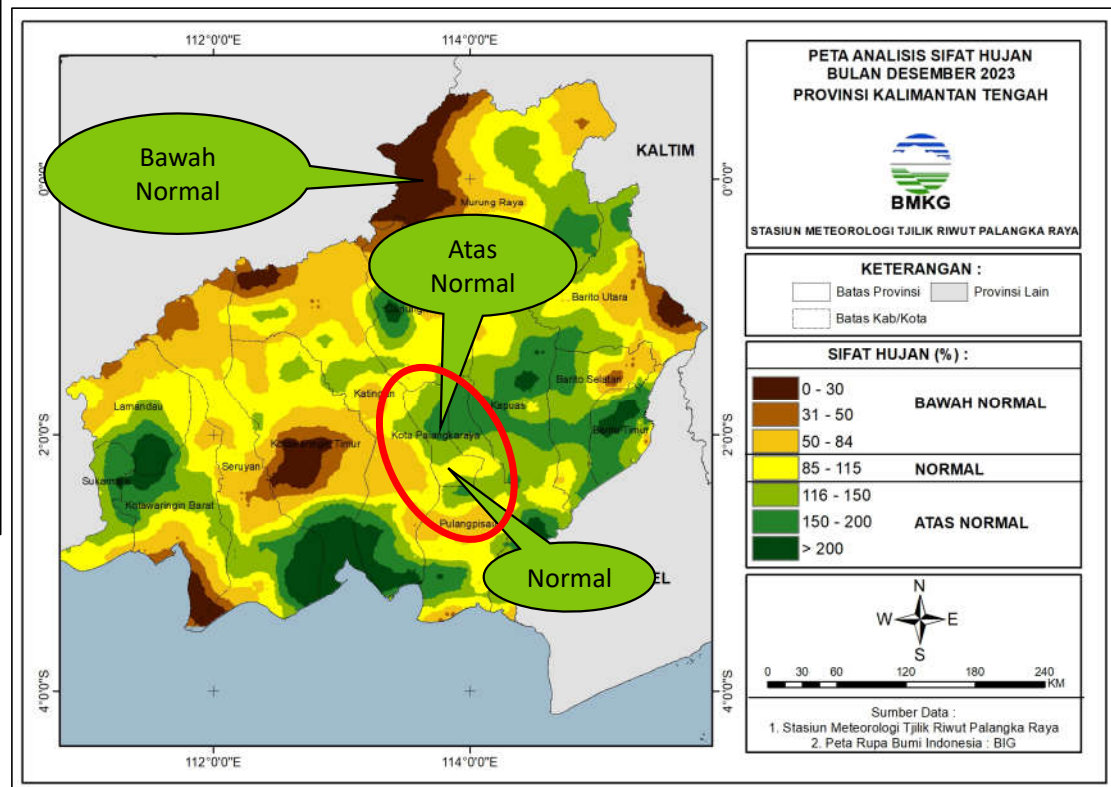 112°0'0"E
114°0'0"E
PETA ANALISIS SIFAT HUJAN
BULAN DESEMBER 2023
PROVINSI KALIMANTAN TENGAH
BMKG
STASIUN METEOROLOGI TJILIK RIWUT PALANGKA RAYA
KETERANGAN :
Batas Provinsi
Provinsi Lain
Batas Kab/Kota
SIFAT HUJAN (%) :
0 - 30
31 - 50
50 - 84
BAWAH NORMAL
85 - 115
NORMAL
116 - 150
150 - 200
> 200
ATAS NORMAL
N
W
E
S
0 30 60 120 180 240
KM
Sumber Data :
1. Stasiun Meteorologi Tjilik Riwut Palangka Raya
2. Peta Rupa Bumi Indonesia : BIG
KALTIM
Bawah
Normal
0°0'0"
0°0'0"
Murung Raya
Atas
Normal
Barito Utara
Katingan
Barito Selatan
Lamandau
Kapuas
2°0'0"S
2°0'0"S
Kota Palangkaraya
Barito Timur
Seruyan
Kotawaringin Barat
Pulangpisau
Normal
EL
4°0'0"S
4°0'0"S
112°0'0"E
114°0'0"E